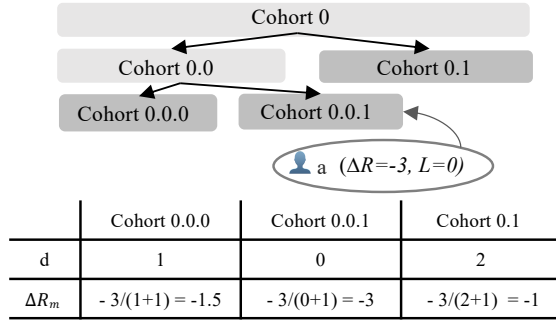 Cohort 0
Cohort 0.0
Cohort 0.1
Cohort 0.0.0
Cohort 0.0.1
a (ΔR=-3, L=0)
Cohort 0.0.0 Cohort 0.0.1 Cohort 0.1
d 1 0 2
ΔRₘ - 3/(1+1) = -1.5 - 3/(0+1) = -3 - 3/(2+1) = -1